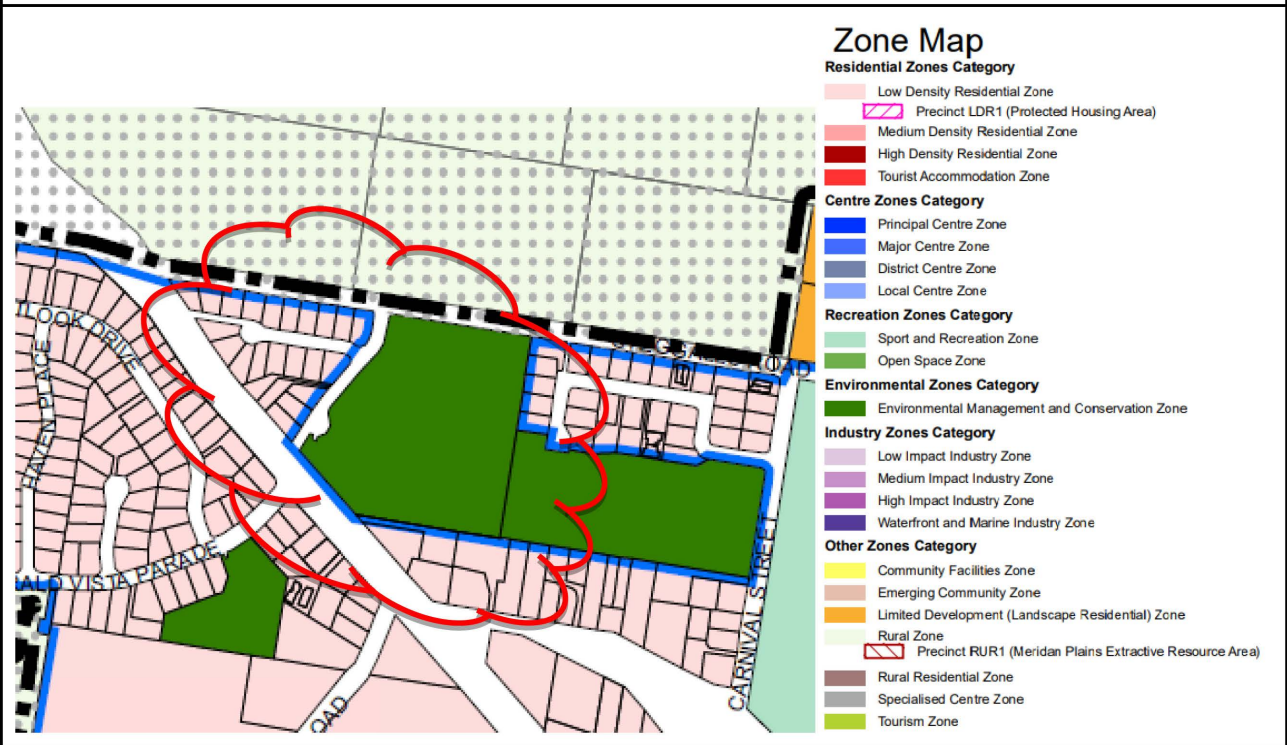 Zone Map
Residential Zones Category
Low Density Residential Zone
Precinct LDR1 (Protected Housing Area)
Medium Density Residential Zone
High Density Residential Zone
Tourist Accommodation Zone
Centre Zones Category
Principal Centre Zone
Major Centre Zone
District Centre Zone
Local Centre Zone
Recreation Zones Category
Sport and Recreation Zone
Open Space Zone
Environmental Zones Category
Environmental Management and Conservation Zone
Industry Zones Category
Low Impact Industry Zone
Medium Impact Industry Zone
High Impact Industry Zone
Waterfront and Marine Industry Zone
Other Zones Category
Community Facilities Zone
Emerging Community Zone
Limited Development (Landscape Residential) Zone
Rural Zone
Precinct RUR1 (Meridan Plains Extractive Resource Area)
Rural Residential Zone
Specialised Centre Zone
Tourism Zone
TLOOK DRIVE
HAVEN PLACE
RALD VISTA PARADE
OAD
CARNIVAL STREET
ROAD